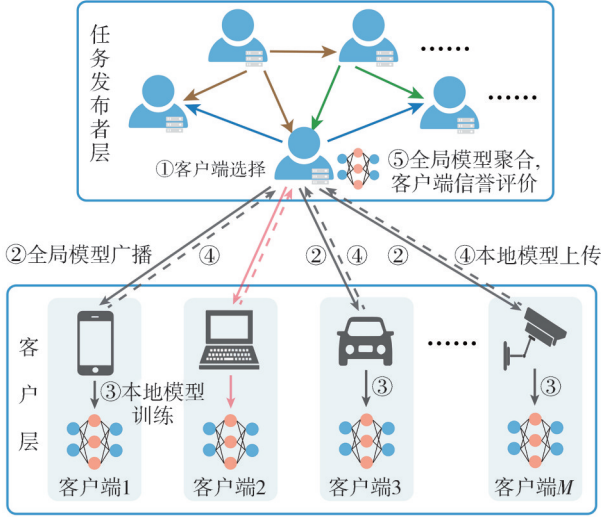 任务发布者层
……
……
①客户端选择
⑤全局模型聚合,
客户端信誉评价
②全局模型广播
④
②
④
②
④本地模型上传
客户层
……
③本地模型
训练
③
③
客户端1
客户端2
客户端3
客户端M